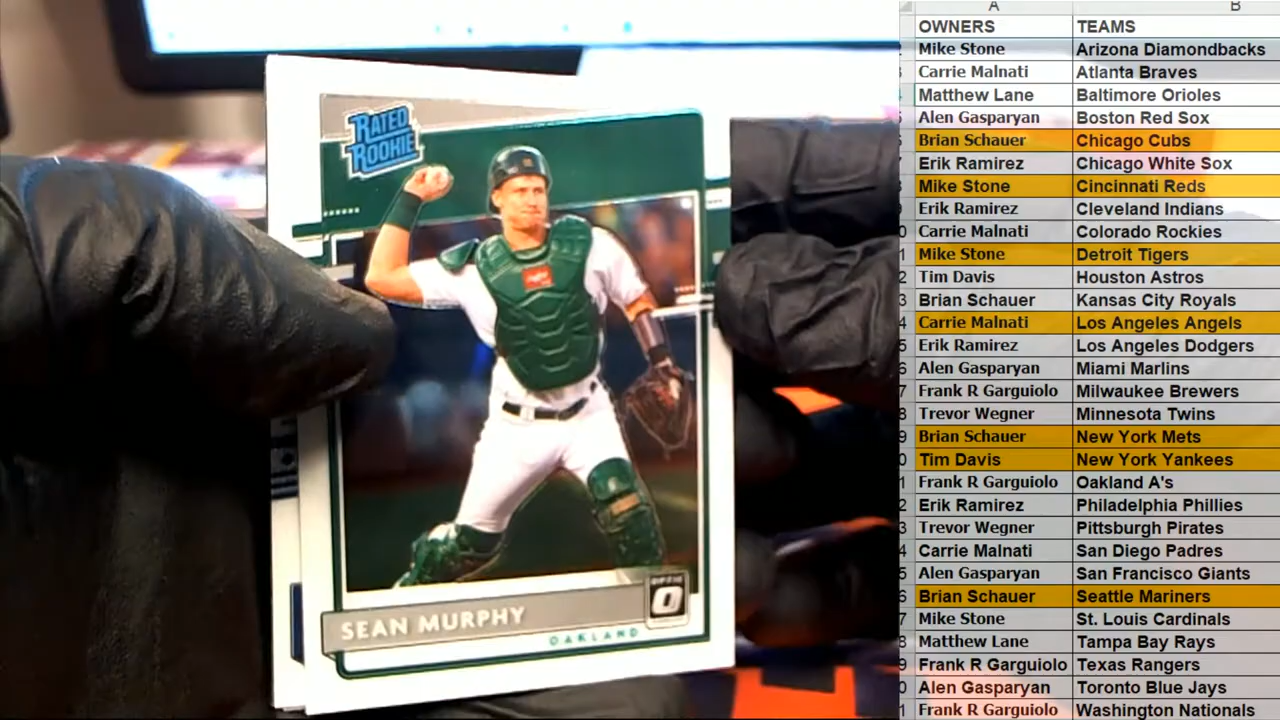 RATED
ROOKIE
SEAN MURPHY
OAKLAND
OPTIC
A B
OWNERS TEAMS
Mike Stone Arizona Diamondbacks
Carrie Malnati Atlanta Braves
Matthew Lane Baltimore Orioles
Alen Gasparyan Boston Red Sox
Brian Schauer Chicago Cubs
Erik Ramirez Chicago White Sox
Mike Stone Cincinnati Reds
Erik Ramirez Cleveland Indians
Carrie Malnati Colorado Rockies
Mike Stone Detroit Tigers
Tim Davis Houston Astros
Brian Schauer Kansas City Royals
Carrie Malnati Los Angeles Angels
Erik Ramirez Los Angeles Dodgers
Alen Gasparyan Miami Marlins
Frank R Garguiolo Milwaukee Brewers
Trevor Wegner Minnesota Twins
Brian Schauer New York Mets
Tim Davis New York Yankees
Frank R Garguiolo Oakland A's
Erik Ramirez Philadelphia Phillies
Trevor Wegner Pittsburgh Pirates
Carrie Malnati San Diego Padres
Alen Gasparyan San Francisco Giants
Brian Schauer Seattle Mariners
Mike Stone St. Louis Cardinals
Matthew Lane Tampa Bay Rays
Frank R Garguiolo Texas Rangers
Alen Gasparyan Toronto Blue Jays
Frank R Garguiolo Washington Nationals